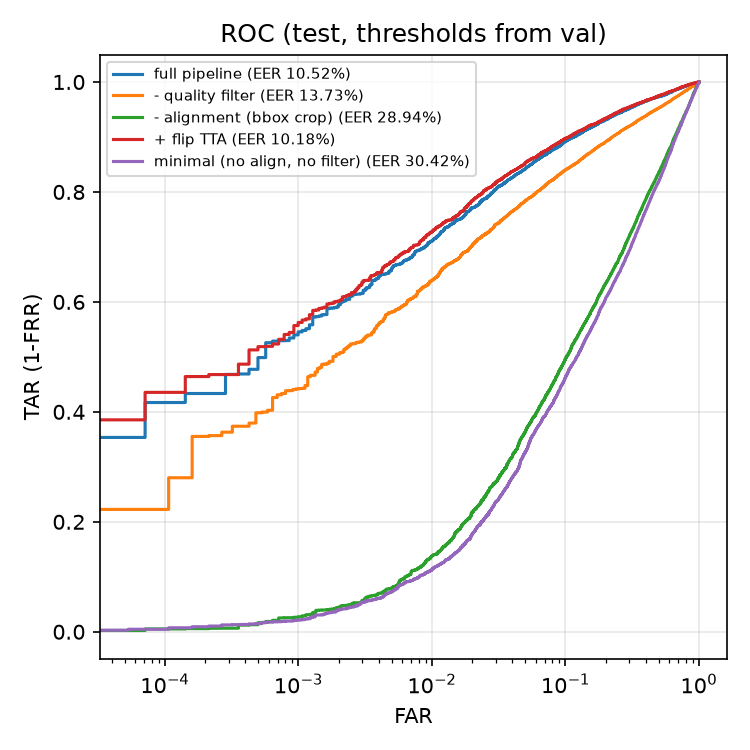 ROC (test, thresholds from val)
full pipeline (EER 10.52%)
- quality filter (EER 13.73%)
- alignment (bbox crop) (EER 28.94%)
+ flip TTA (EER 10.18%)
minimal (no align, no filter) (EER 30.42%)
1.0
0.8
0.6
0.4
0.2
0.0
TAR (1-FRR)
10⁻⁴
10⁻³
10⁻²
10⁻¹
10⁰
FAR